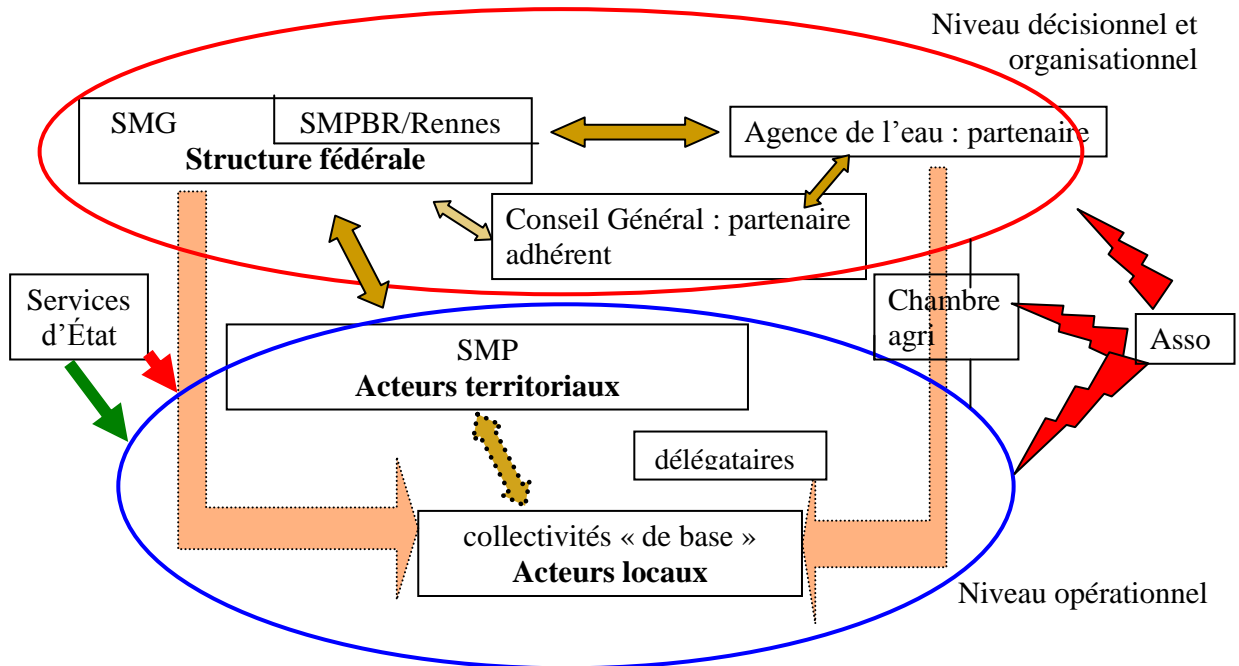 Niveau décisionnel et
organisationnel
SMG
SMPBR/Rennes
Structure fédérale
Agence de l’eau : partenaire
Conseil Général : partenaire
adhérent
Services
d’État
Chambre
agri
Asso
SMP
Acteurs territoriaux
délégataires
collectivités « de base »
Acteurs locaux
Niveau opérationnel